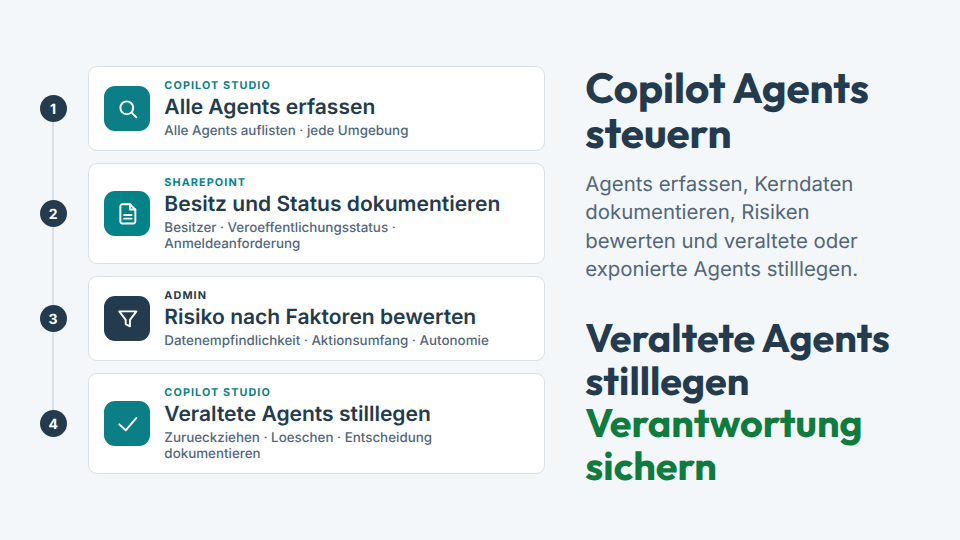 1
COPILOT STUDIO
Alle Agents erfassen
Alle Agents auflisten · jede Umgebung
2
SHAREPOINT
Besitz und Status dokumentieren
Besitzer · Veroeffentlichungsstatus ·
Anmeldeanforderung
3
ADMIN
Risiko nach Faktoren bewerten
Datenempfindlichkeit · Aktionsumfang · Autonomie
4
COPILOT STUDIO
Veraltete Agents stilllegen
Zurueckziehen · Loeschen · Entscheidung
dokumentieren
Copilot Agents
steuern
Agents erfassen, Kerndaten
dokumentieren, Risiken
bewerten und veraltete oder
exponierte Agents stilllegen.
Veraltete Agents
stilllegen
Verantwortung
sichern